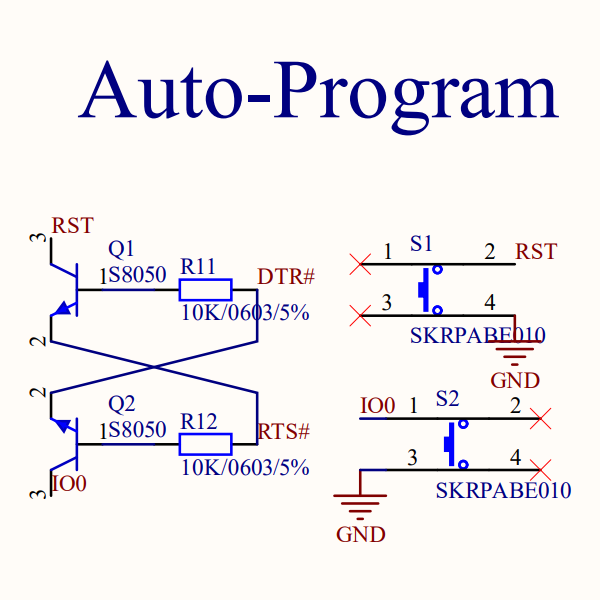 Auto-Program
RST
3
Q1
1
S8050
R11
DTR#
10K/0603/5%
2
2
Q2
1
S8050
R12
RTS#
10K/0603/5%
3
IO0
1
S1
2
RST
3
4
SKRPABE010
GND
IO0
1
S2
2
3
4
SKRPABE010
GND